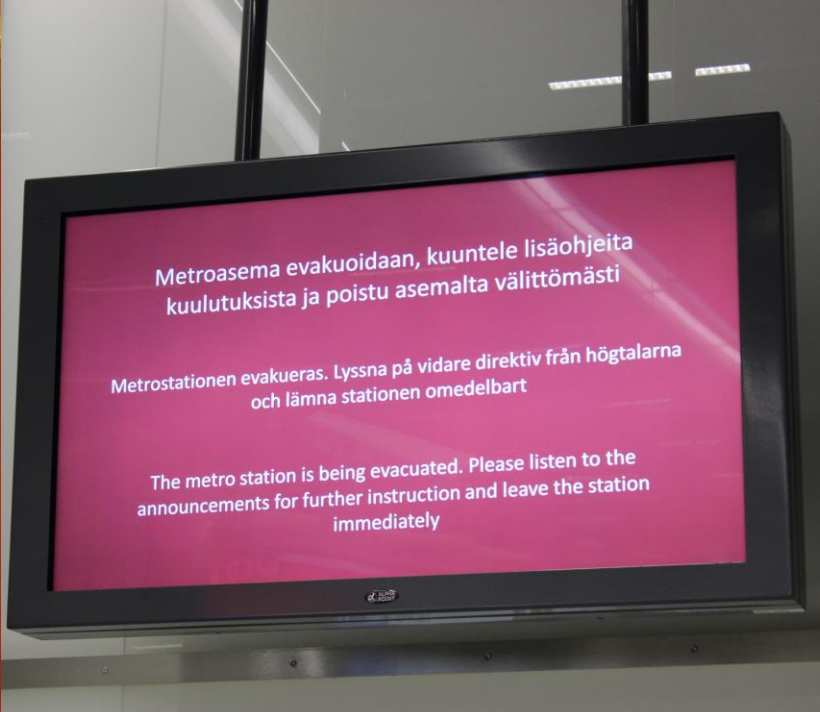 Metroasema evakuoidaan, kuuntele lisäohjeita
kuulutuksista ja poistu asemalta välittömästi
Metrostationen evakueras. Lyssna på vidare direktiv från högtalarna
och lämna stationen omedelbart
The metro station is being evacuated. Please listen to the
announcements for further instruction and leave the station
immediately